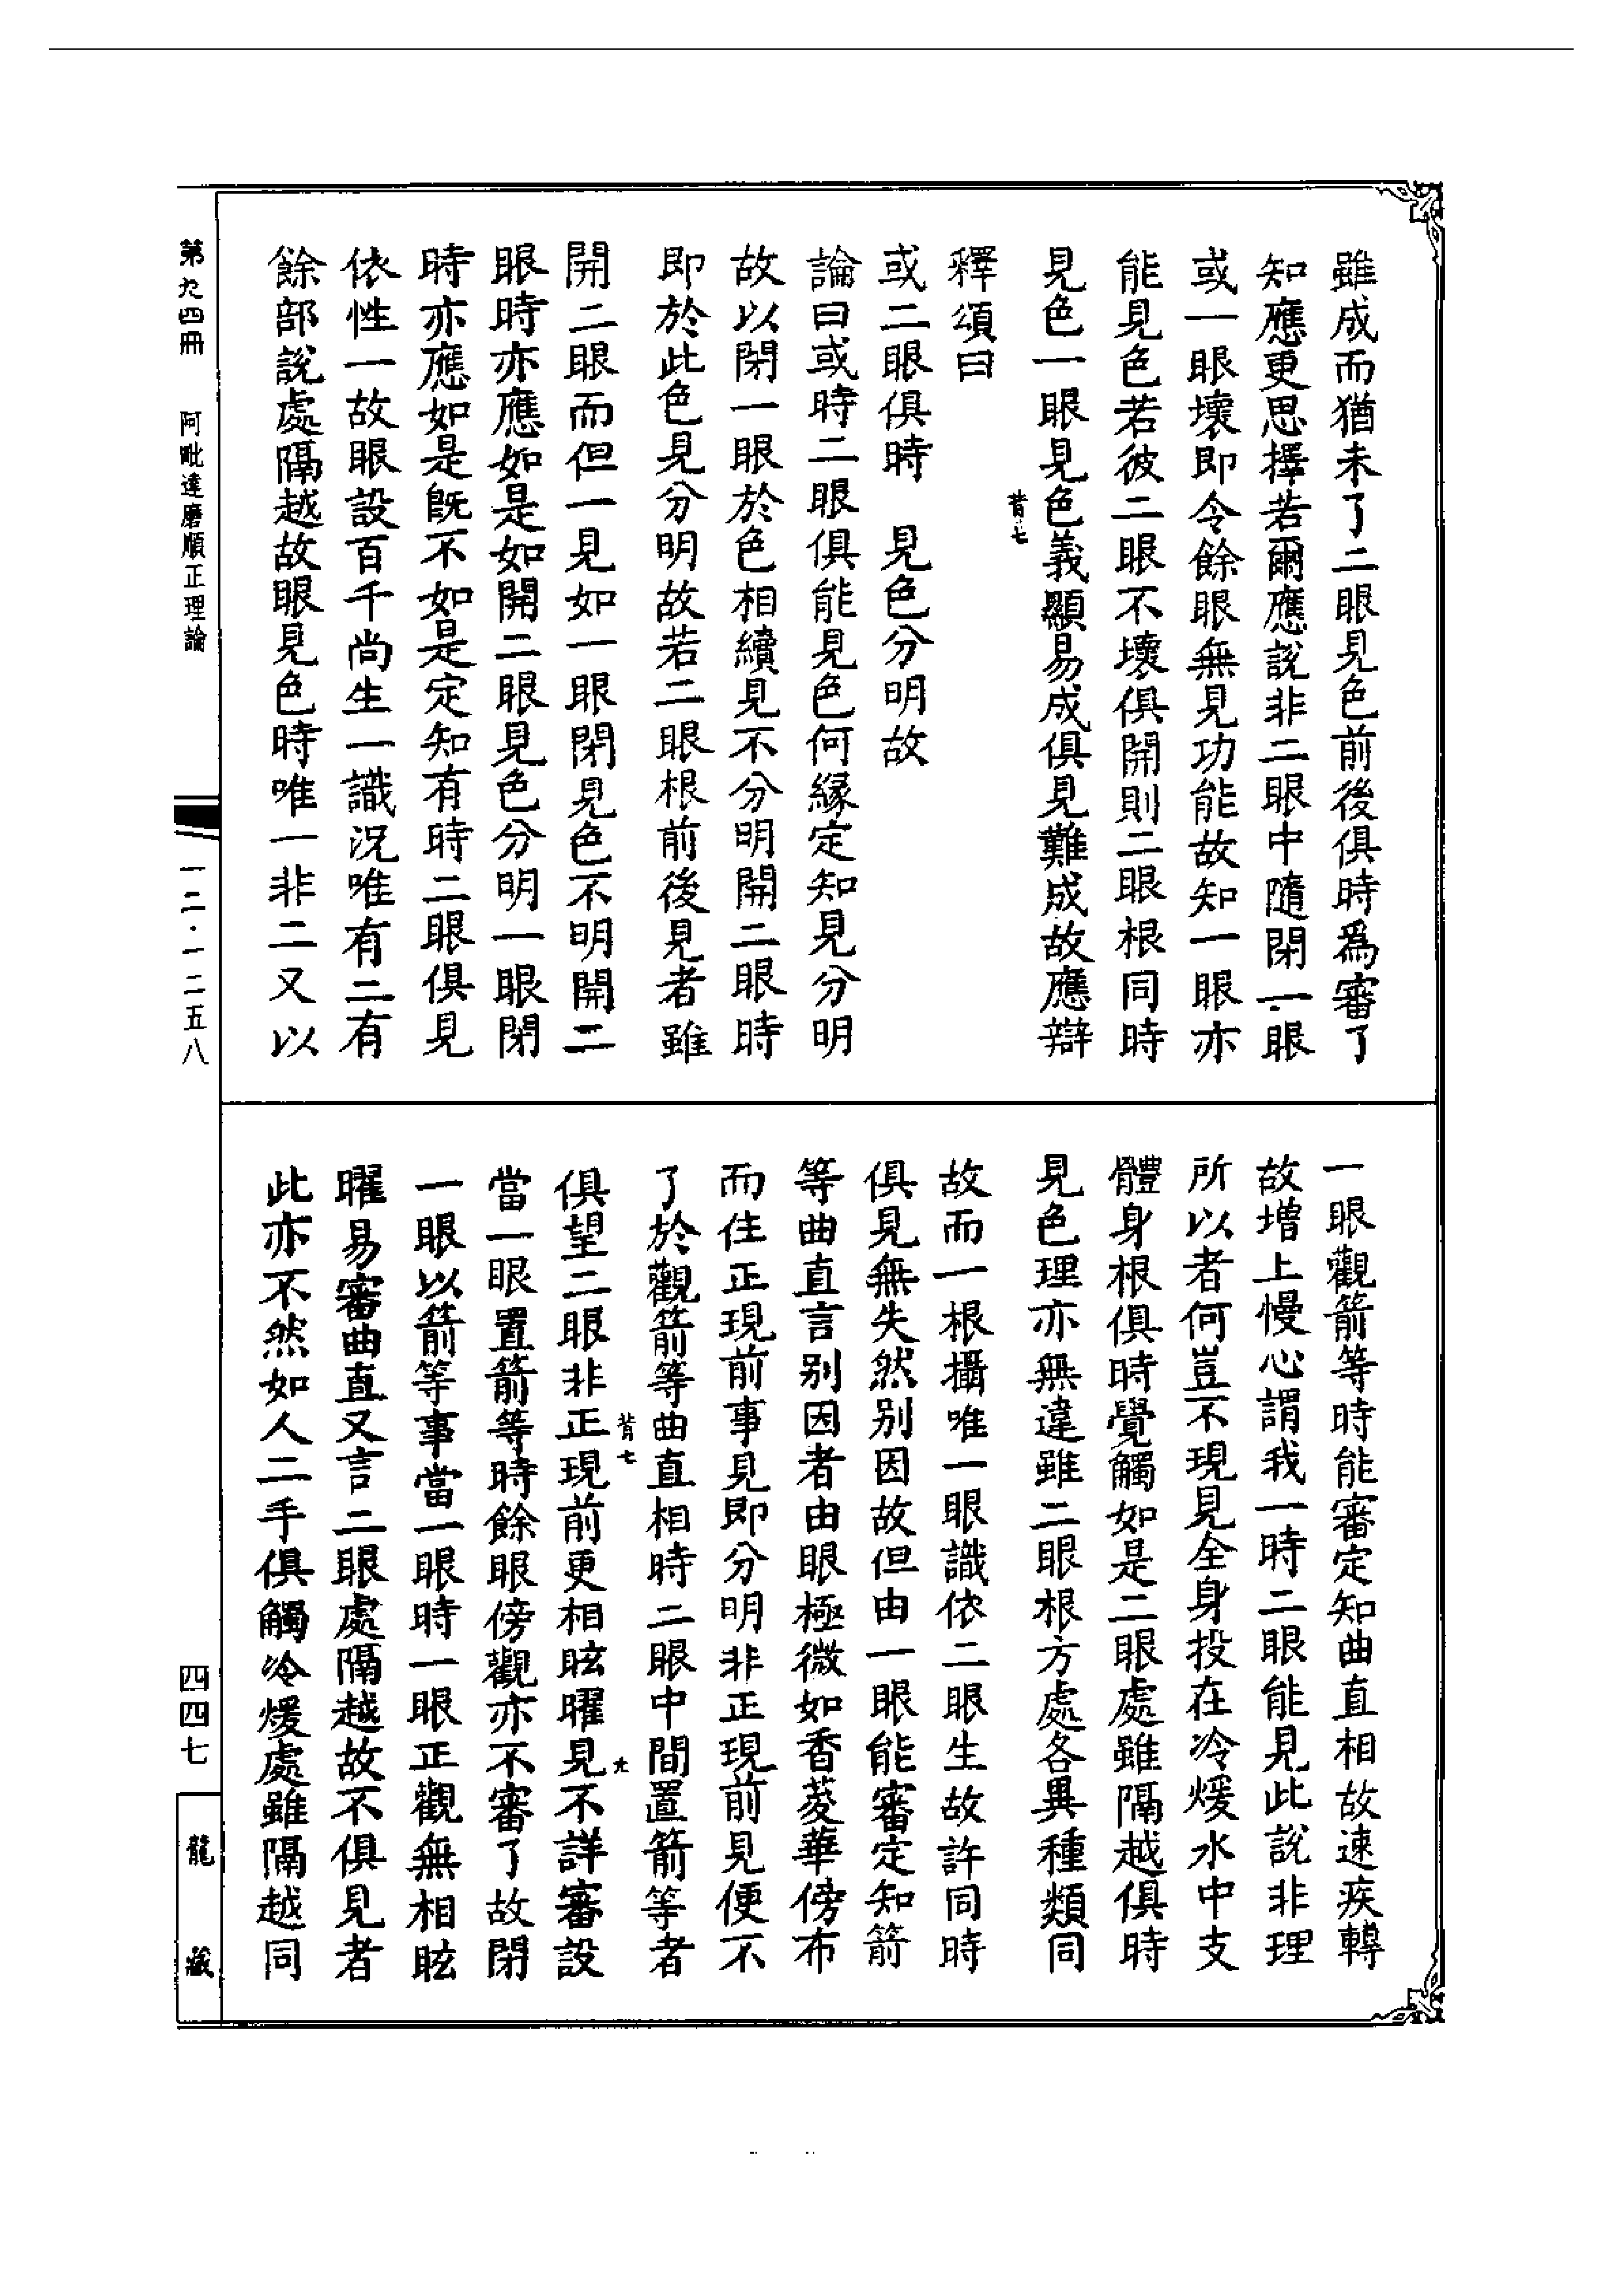 雖成而猶未了二眼見色前後俱時爲審了
知應更思擇若爾應說非二眼中隨閉一眼
或一眼壞即令餘眼無見功能故知一眼亦
能見色若彼二眼不壞俱開則二眼根同時
見色一眼見色義顯易成俱見難成故應辯
釋頌曰
或二眼俱時　見色分明故
論曰或時二眼俱能見色何緣定知見分明
故以閉一眼於色相續見不分明開二眼時
即於此色見分明故若二眼根前後見者雖
開二眼而但一見如一眼閉見色不明開二
眼時亦應如是如開二眼見色分明一眼閉
時亦應如是既不如是定知有時二眼俱見
依性一故眼設百千尚生一識況唯有二有
餘部說處隔越故眼見色時唯一非二又以
一眼觀箭等時能審定知曲直相故速疾轉
故增上慢心謂我一時二眼能見此說非理
所以者何豈不現見全身投在冷煖水中支
體身根俱時覺觸如是二眼處雖隔越俱時
見色理亦無違雖二眼根方處各異種類同
故而一根攝唯一眼識依二眼生故許同時
俱見無失然別因故但由一眼能審定知箭
等曲直言別因者由眼極微如香荾華傍布
而住正現前事見即分明非正現前見便不
了於觀箭等曲直相時二眼中間置箭等者
俱望二眼非正現前更相眩曜見不詳審設
當一眼置箭等時餘眼傍觀亦不審了故閉
一眼以箭等事當一眼時一眼正觀無相眩
曜易審曲直又言二眼處隔越故不俱見者
此亦不然如人二手俱觸冷煖處雖隔越同
第九四冊　阿毗達磨順正理論
一二·一二五八
四四七
龍藏